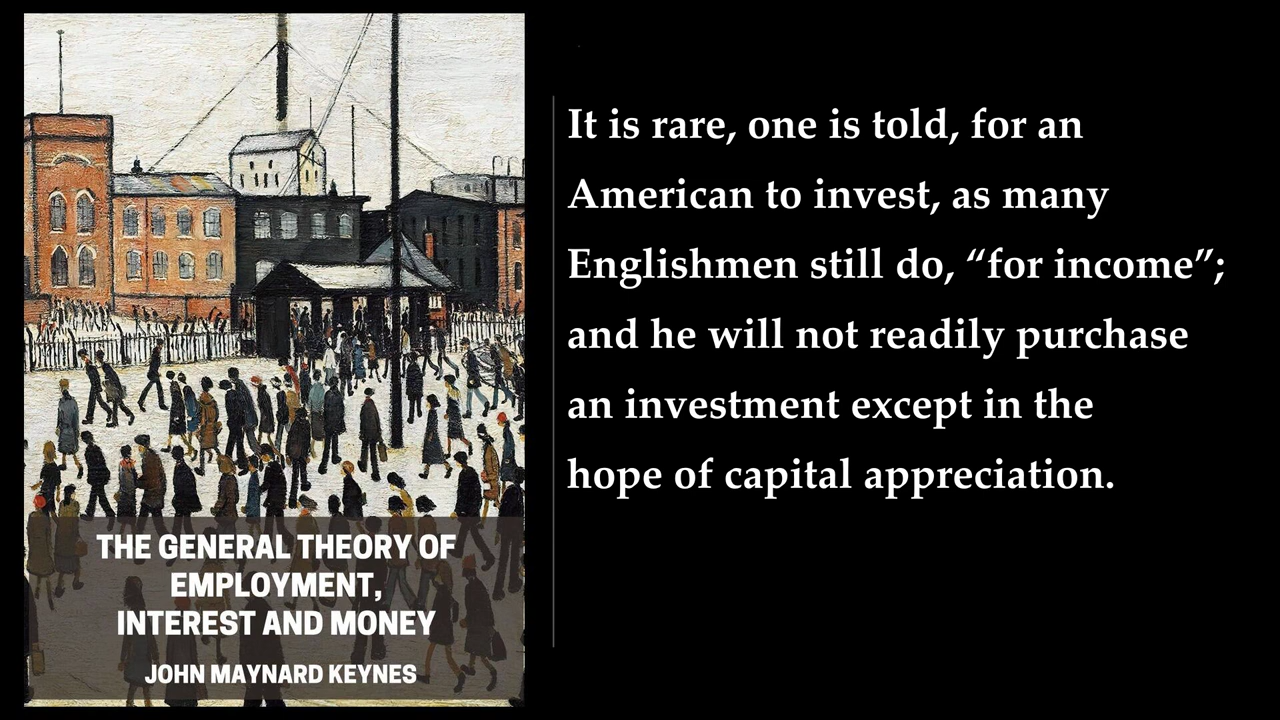 THE GENERAL THEORY OF
EMPLOYMENT,
INTEREST AND MONEY
JOHN MAYNARD KEYNES
It is rare, one is told, for an
American to invest, as many
Englishmen still do, “for income”;
and he will not readily purchase
an investment except in the
hope of capital appreciation.